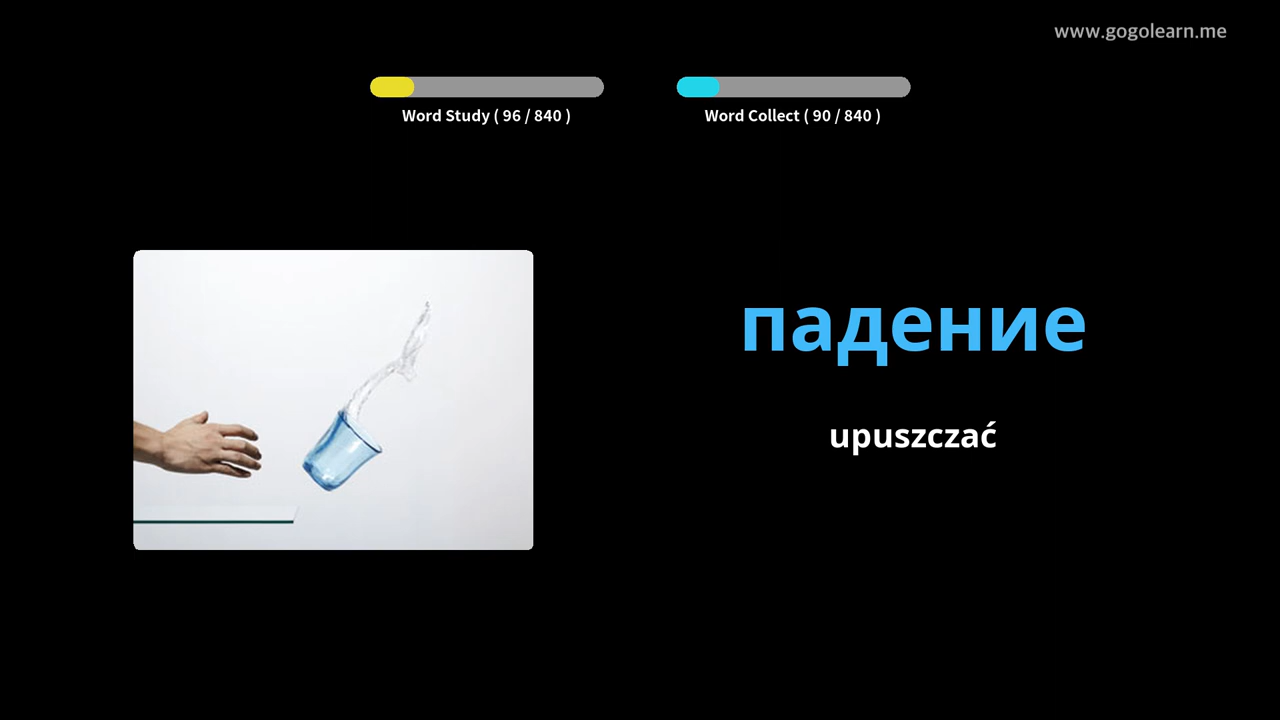 www.gogolearn.me
Word Study ( 96 / 840 )
Word Collect ( 90 / 840 )
падение
upuszczać